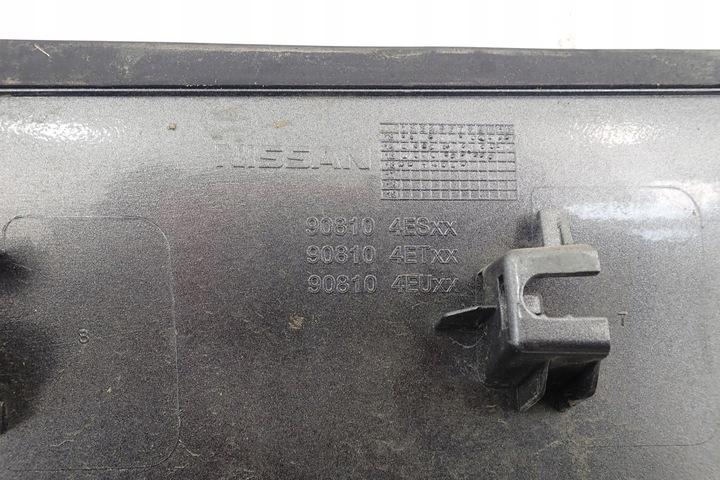 NISSAN
90810 4ESxx
90810 4ETxx
90810 4EUxx
S T